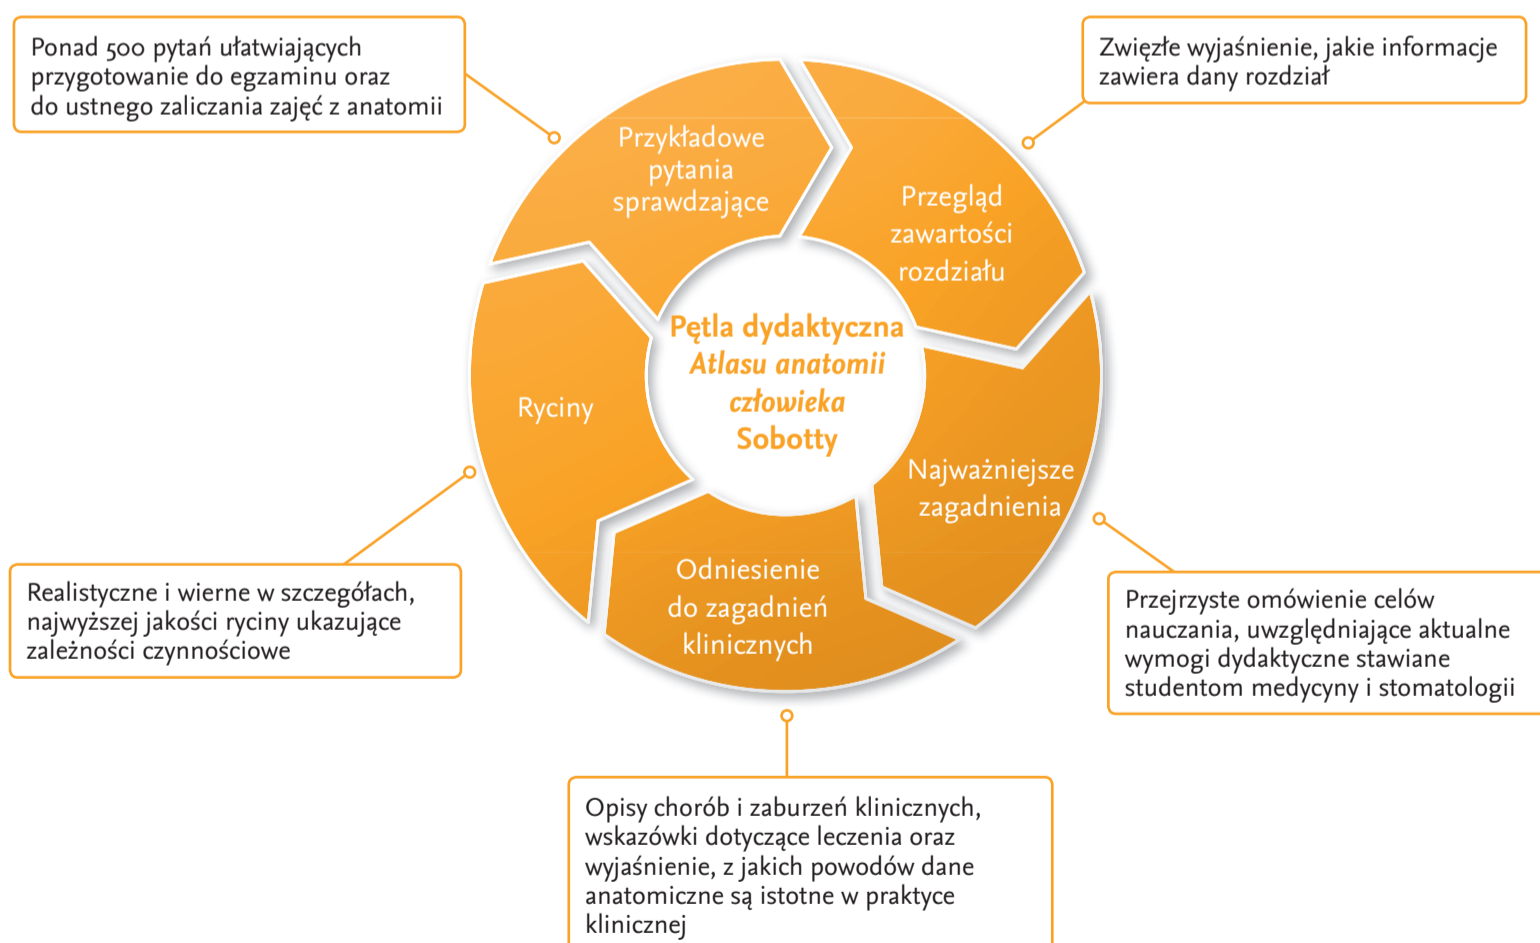 Ponad 500 pytań ułatwiających
przygotowanie do egzaminu oraz
do ustnego zaliczania zajęć z anatomii
Zwięzłe wyjaśnienie, jakie informacje
zawiera dany rozdział
Przykładowe
pytania
sprawdzające
Przegląd
zawartości
rozdziału
Pętla dydaktyczna
Atlasu anatomii
człowieka
Sobotty
Ryciny
Najważniejsze
zagadnienia
Odniesienie
do zagadnień
klinicznych
Realistyczne i wierne w szczegółach,
najwyższej jakości ryciny ukazujące
zależności czynnościowe
Przejrzyste omówienie celów
nauczania, uwzględniające aktualne
wymogi dydaktyczne stawiane
studentom medycyny i stomatologii
Opisy chorób i zaburzeń klinicznych,
wskazówki dotyczące leczenia oraz
wyjaśnienie, z jakich powodów dane
anatomiczne są istotne w praktyce
klinicznej